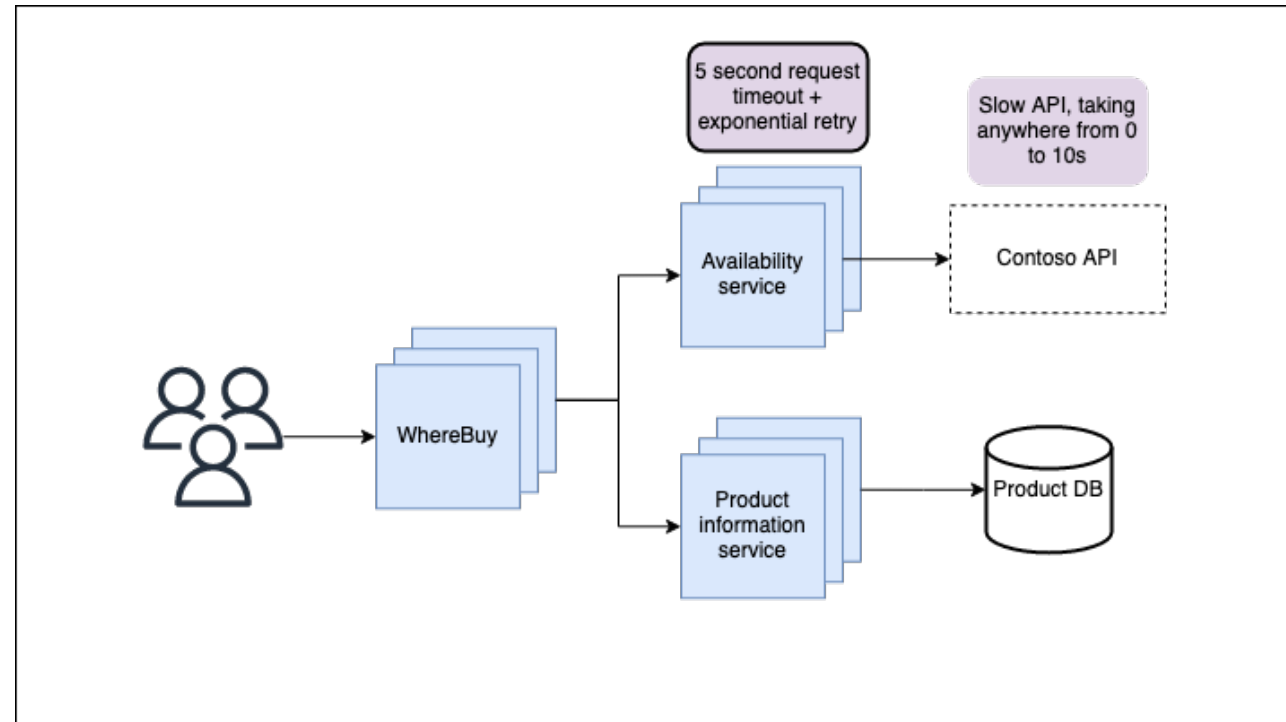 5 second request
timeout +
exponential retry
Slow API, taking
anywhere from 0
to 10s
Availability
service
Contoso API
WhereBuy
Product
information
service
Product DB